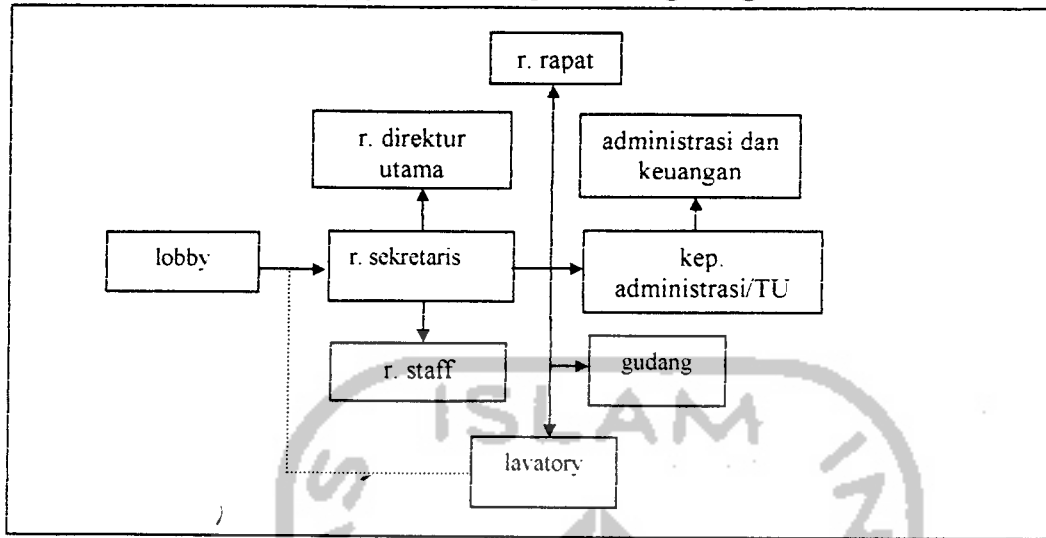 r. rapat
r. direktur
utama
administrasi dan
keuangan
lobby
r. sekretaris
kep.
administrasi/TU
r. staff
gudang
ISLAM
lavatory